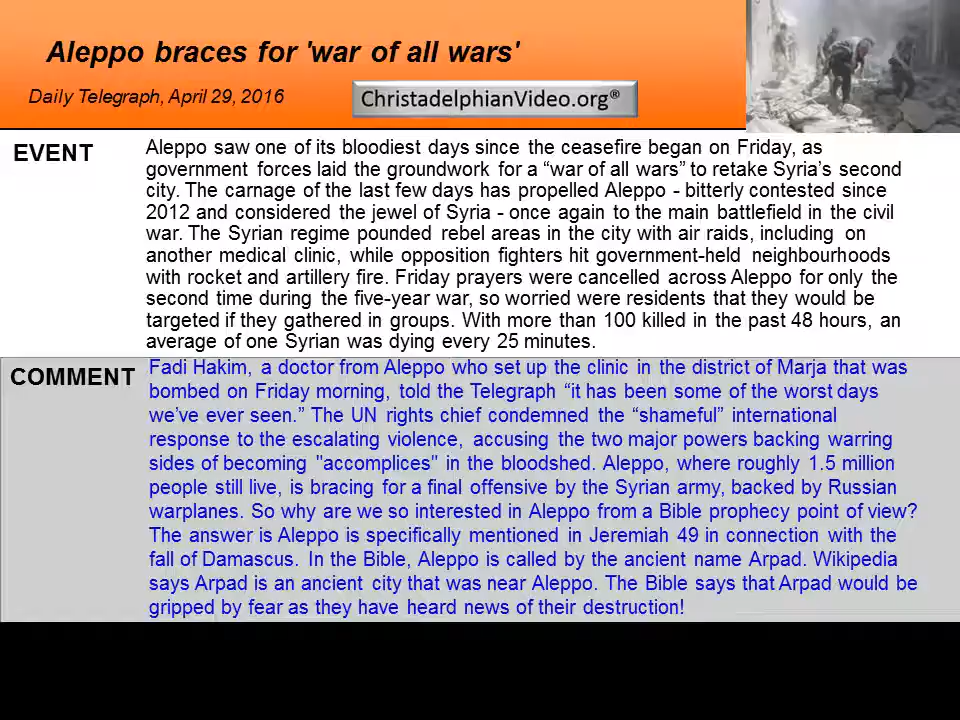 Aleppo braces for 'war of all wars'
Daily Telegraph, April 29, 2016
ChristadelphianVideo.org®
EVENT
Aleppo saw one of its bloodiest days since the ceasefire began on Friday, as
government forces laid the groundwork for a “war of all wars” to retake Syria’s second
city. The carnage of the last few days has propelled Aleppo - bitterly contested since
2012 and considered the jewel of Syria - once again to the main battlefield in the civil
war. The Syrian regime pounded rebel areas in the city with air raids, including on
another medical clinic, while opposition fighters hit government-held neighbourhoods
with rocket and artillery fire. Friday prayers were cancelled across Aleppo for only the
second time during the five-year war, so worried were residents that they would be
targeted if they gathered in groups. With more than 100 killed in the past 48 hours, an
average of one Syrian was dying every 25 minutes.
COMMENT
Fadi Hakim, a doctor from Aleppo who set up the clinic in the district of Marja that was
bombed on Friday morning, told the Telegraph “it has been some of the worst days
we’ve ever seen.” The UN rights chief condemned the “shameful” international
response to the escalating violence, accusing the two major powers backing warring
sides of becoming "accomplices" in the bloodshed. Aleppo, where roughly 1.5 million
people still live, is bracing for a final offensive by the Syrian army, backed by Russian
warplanes. So why are we so interested in Aleppo from a Bible prophecy point of view?
The answer is Aleppo is specifically mentioned in Jeremiah 49 in connection with the
fall of Damascus. In the Bible, Aleppo is called by the ancient name Arpad. Wikipedia
says Arpad is an ancient city that was near Aleppo. The Bible says that Arpad would be
gripped by fear as they have heard news of their destruction!